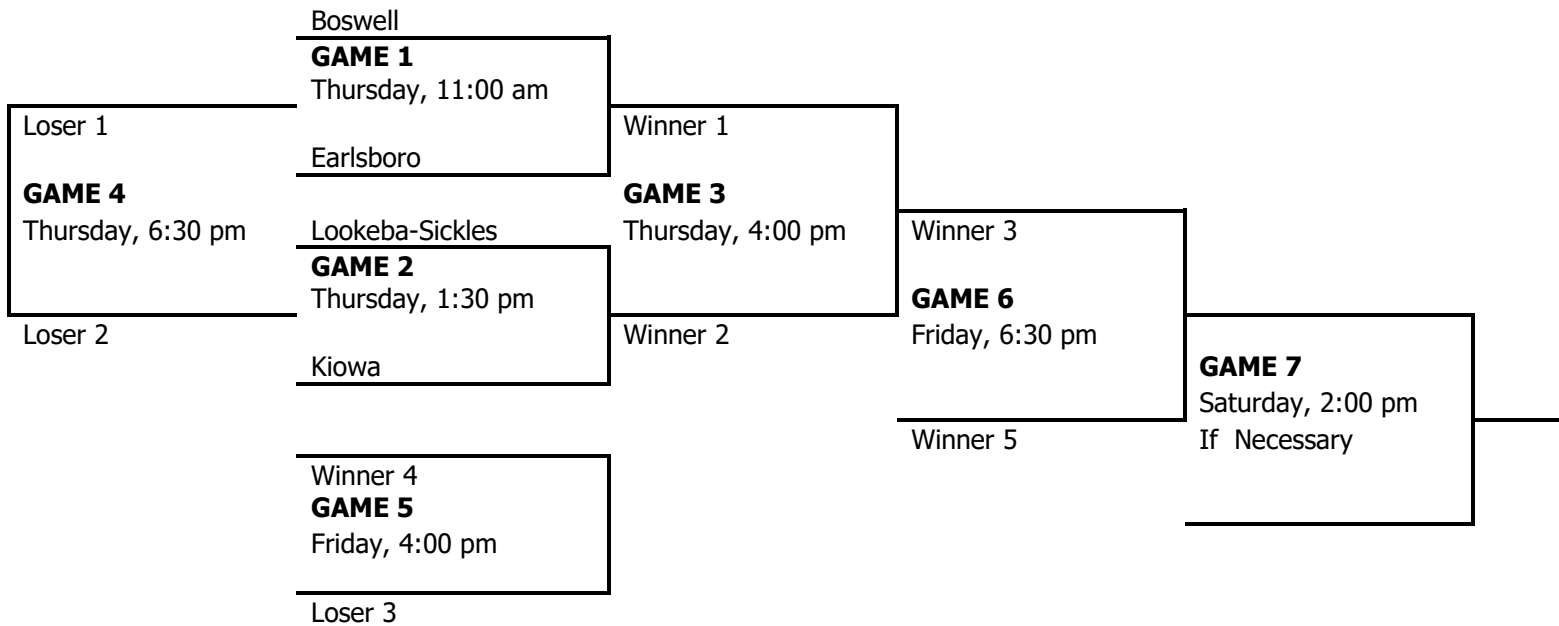 Boswell
GAME 1
Thursday, 11:00 am
Earlsboro
Loser 1
GAME 4
Thursday, 6:30 pm
Loser 2
Lookeba-Sickles
GAME 2
Thursday, 1:30 pm
Kiowa
Winner 1
GAME 3
Thursday, 4:00 pm
Winner 2
Winner 4
GAME 5
Friday, 4:00 pm
Loser 3
Winner 3
GAME 6
Friday, 6:30 pm
Winner 5
GAME 7
Saturday, 2:00 pm
If Necessary